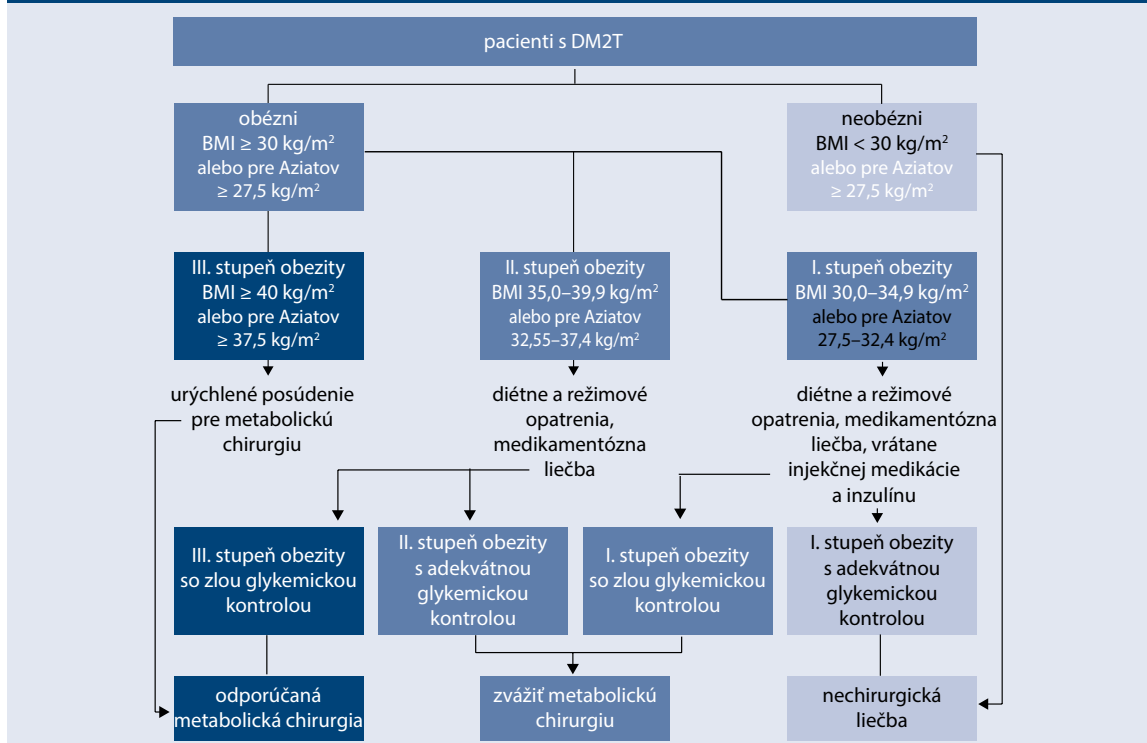 pacienti s DM2T
obézni
BMI ≥ 30 kg/m²
alebo pre Aziatov
≥ 27,5 kg/m²
neobézni
BMI < 30 kg/m²
alebo pre Aziatov
≥ 27,5 kg/m²
III. stupeň obezity
BMI ≥ 40 kg/m²
alebo pre Aziatov
≥ 37,5 kg/m²
II. stupeň obezity
BMI 35,0–39,9 kg/m²
alebo pre Aziatov
32,55–37,4 kg/m²
I. stupeň obezity
BMI 30,0–34,9 kg/m²
alebo pre Aziatov
27,5–32,4 kg/m²
urýchlené posúdenie
pre metabolickú
chirurgiu
diétne a režimové
opatrenia,
medikamentózna
liečba
diétne a režimové
opatrenia, medikamentózna
liečba, vrátane
injekčnej medikácie
a inzulínu
III. stupeň obezity
so zlou glykemickou
kontrolou
II. stupeň obezity
s adekvátnou
glykemickou
kontrolou
I. stupeň obezity
so zlou glykemickou
kontrolou
I. stupeň obezity
s adekvátnou
glykemickou
kontrolou
odporúčaná
metabolická chirurgia
zvážiť metabolickú
chirurgiu
nechirurgická
liečba